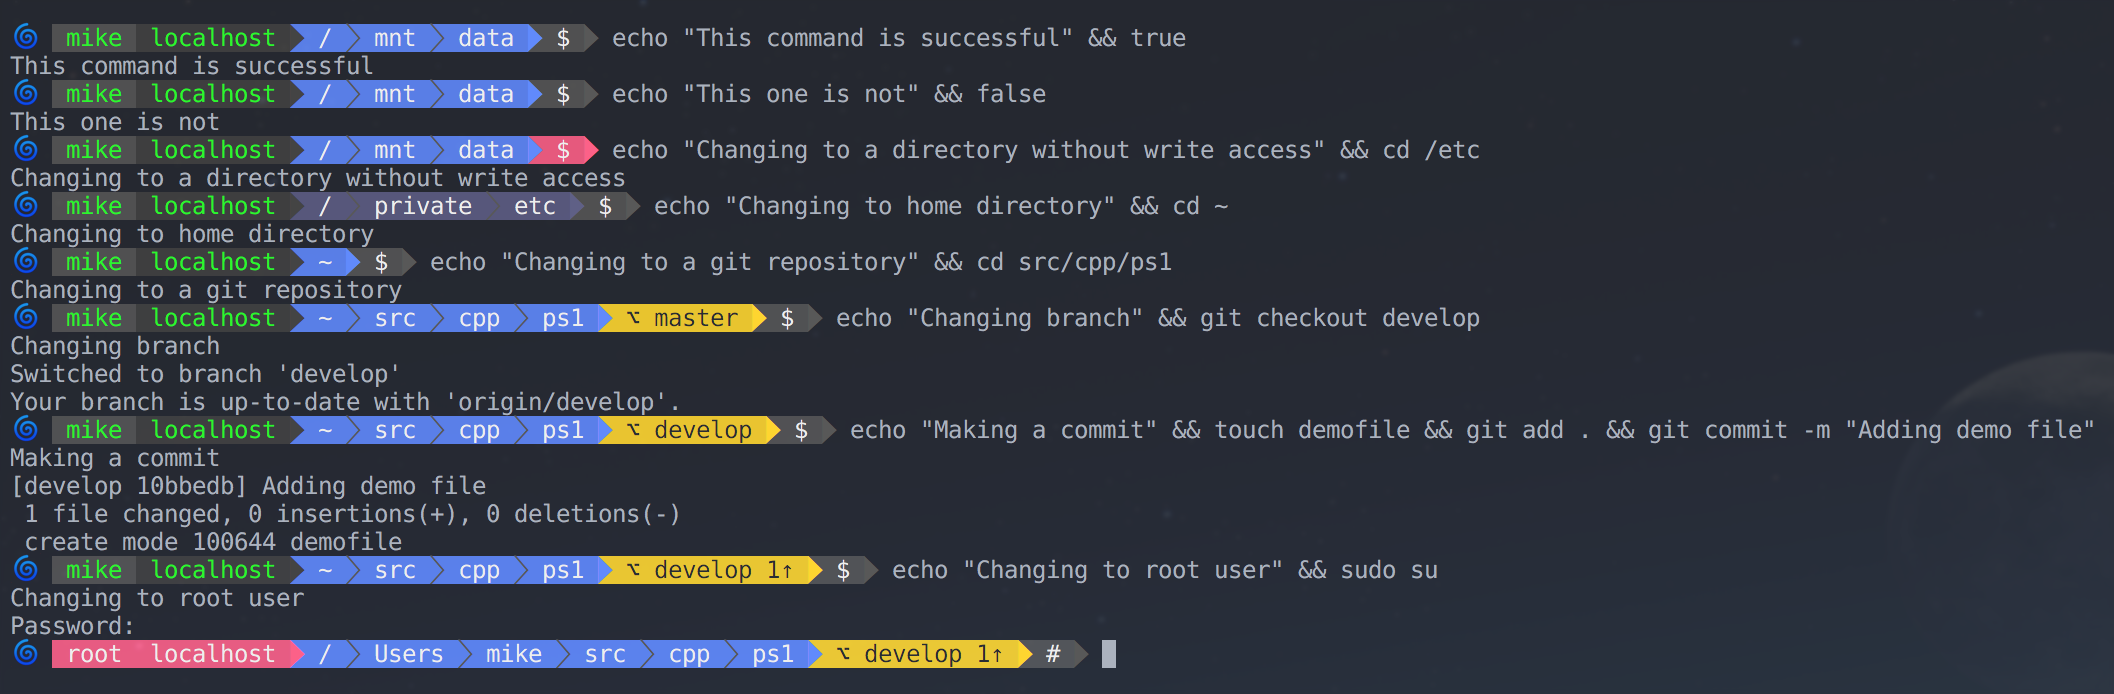 🌀 mike localhost / mnt data $ echo "This command is successful" && true
This command is successful
🌀 mike localhost / mnt data $ echo "This one is not" && false
This one is not
🌀 mike localhost / mnt data $ echo "Changing to a directory without write access" && cd /etc
Changing to a directory without write access
🌀 mike localhost / private etc $ echo "Changing to home directory" && cd ~
Changing to home directory
🌀 mike localhost ~ $ echo "Changing to a git repository" && cd src/cpp/ps1
Changing to a git repository
🌀 mike localhost ~ src cpp ps1 ⌥ master $ echo "Changing branch" && git checkout develop
Changing branch
Switched to branch 'develop'
Your branch is up-to-date with 'origin/develop'.
🌀 mike localhost ~ src cpp ps1 ⌥ develop $ echo "Making a commit" && touch demofile && git add . && git commit -m "Adding demo file"
Making a commit
[develop 10bbedb] Adding demo file
 1 file changed, 0 insertions(+), 0 deletions(-)
 create mode 100644 demofile
🌀 mike localhost ~ src cpp ps1 ⌥ develop 1↑ $ echo "Changing to root user" && sudo su
Changing to root user
Password:
🌀 root localhost / Users mike src cpp ps1 ⌥ develop 1↑ #